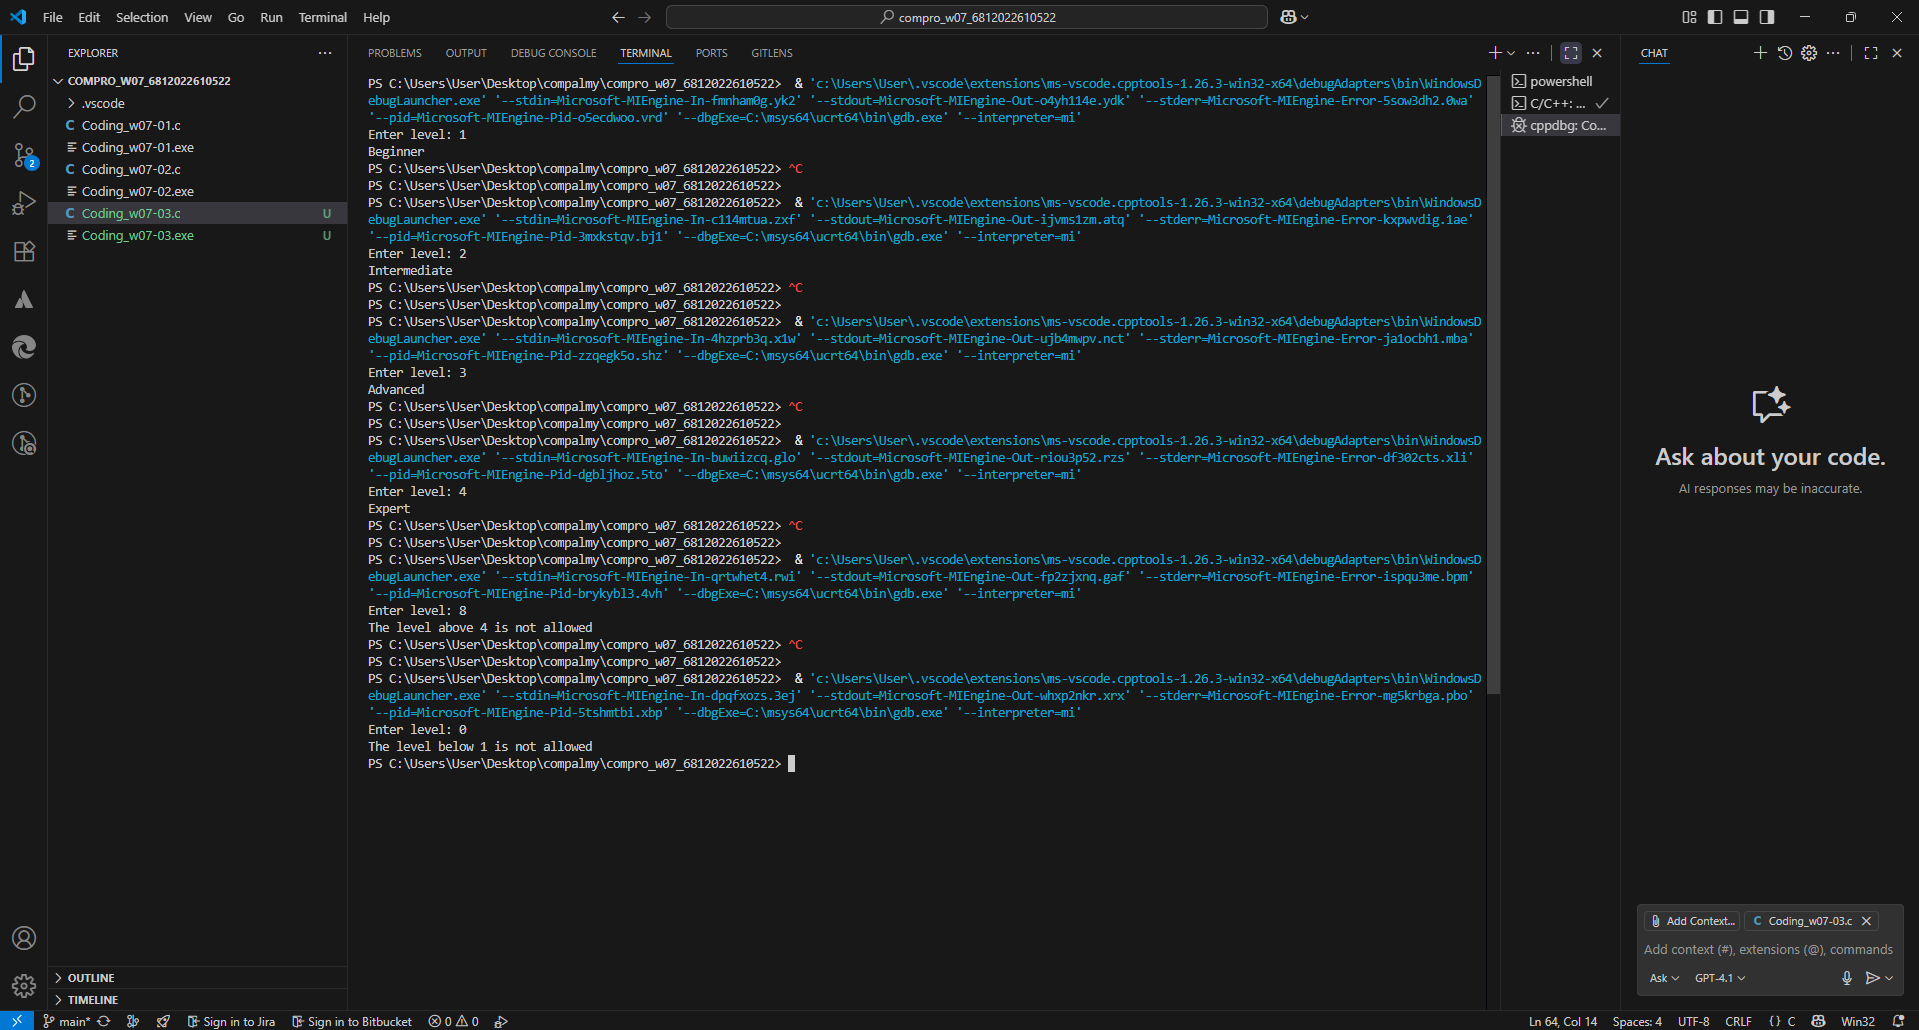 File Edit Selection View Go Run Terminal Help
compro_w07_6812022610522
EXPLORER
COMPRO_W07_6812022610522
.vscode
C Coding_w07-01.c
Coding_w07-01.exe
C Coding_w07-02.c
Coding_w07-02.exe
C Coding_w07-03.c U
Coding_w07-03.exe U
OUTLINE
TIMELINE
2
PROBLEMS OUTPUT DEBUG CONSOLE TERMINAL PORTS GITLENS
PS C:\Users\User\Desktop\compalmy\compro_w07_6812022610522> & 'c:\Users\User\.vscode\extensions\ms-vscode.cpptools-1.26.3-win32-x64\debugAdapters\bin\WindowsD
ebugLauncher.exe' '--stdin=Microsoft-MIEngine-In-fmnham0g.yk2' '--stdout=Microsoft-MIEngine-Out-o4yh114e.ydk' '--stderr=Microsoft-MIEngine-Error-5sow3dh2.0wa'
'--pid=Microsoft-MIEngine-Pid-o5ecdwoo.vrd' '--dbgExe=C:\msys64\ucrt64\bin\gdb.exe' '--interpreter=mi'
Enter level: 1
Beginner
PS C:\Users\User\Desktop\compalmy\compro_w07_6812022610522> ^C
PS C:\Users\User\Desktop\compalmy\compro_w07_6812022610522>
PS C:\Users\User\Desktop\compalmy\compro_w07_6812022610522> & 'c:\Users\User\.vscode\extensions\ms-vscode.cpptools-1.26.3-win32-x64\debugAdapters\bin\WindowsD
ebugLauncher.exe' '--stdin=Microsoft-MIEngine-In-c114mtua.zxf' '--stdout=Microsoft-MIEngine-Out-ijvms1zm.atq' '--stderr=Microsoft-MIEngine-Error-kxpwvdig.1ae'
'--pid=Microsoft-MIEngine-Pid-3mxkstqv.bj1' '--dbgExe=C:\msys64\ucrt64\bin\gdb.exe' '--interpreter=mi'
Enter level: 2
Intermediate
PS C:\Users\User\Desktop\compalmy\compro_w07_6812022610522> ^C
PS C:\Users\User\Desktop\compalmy\compro_w07_6812022610522>
PS C:\Users\User\Desktop\compalmy\compro_w07_6812022610522> & 'c:\Users\User\.vscode\extensions\ms-vscode.cpptools-1.26.3-win32-x64\debugAdapters\bin\WindowsD
ebugLauncher.exe' '--stdin=Microsoft-MIEngine-In-4hzprb3q.x1w' '--stdout=Microsoft-MIEngine-Out-ujb4mwpv.nct' '--stderr=Microsoft-MIEngine-Error-ja1ocbh1.mba'
'--pid=Microsoft-MIEngine-Pid-zzqegk5o.shz' '--dbgExe=C:\msys64\ucrt64\bin\gdb.exe' '--interpreter=mi'
Enter level: 3
Advanced
PS C:\Users\User\Desktop\compalmy\compro_w07_6812022610522> ^C
PS C:\Users\User\Desktop\compalmy\compro_w07_6812022610522>
PS C:\Users\User\Desktop\compalmy\compro_w07_6812022610522> & 'c:\Users\User\.vscode\extensions\ms-vscode.cpptools-1.26.3-win32-x64\debugAdapters\bin\WindowsD
ebugLauncher.exe' '--stdin=Microsoft-MIEngine-In-buwiizcq.glo' '--stdout=Microsoft-MIEngine-Out-riou3p52.rzs' '--stderr=Microsoft-MIEngine-Error-df302cts.xli'
'--pid=Microsoft-MIEngine-Pid-dgbljhoz.5to' '--dbgExe=C:\msys64\ucrt64\bin\gdb.exe' '--interpreter=mi'
Enter level: 4
Expert
PS C:\Users\User\Desktop\compalmy\compro_w07_6812022610522> ^C
PS C:\Users\User\Desktop\compalmy\compro_w07_6812022610522>
PS C:\Users\User\Desktop\compalmy\compro_w07_6812022610522> & 'c:\Users\User\.vscode\extensions\ms-vscode.cpptools-1.26.3-win32-x64\debugAdapters\bin\WindowsD
ebugLauncher.exe' '--stdin=Microsoft-MIEngine-In-qrtwhet4.rwi' '--stdout=Microsoft-MIEngine-Out-fp2zjxnq.gaf' '--stderr=Microsoft-MIEngine-Error-ispqu3me.bpm'
'--pid=Microsoft-MIEngine-Pid-brykybl3.4vh' '--dbgExe=C:\msys64\ucrt64\bin\gdb.exe' '--interpreter=mi'
Enter level: 8
The level above 4 is not allowed
PS C:\Users\User\Desktop\compalmy\compro_w07_6812022610522> ^C
PS C:\Users\User\Desktop\compalmy\compro_w07_6812022610522>
PS C:\Users\User\Desktop\compalmy\compro_w07_6812022610522> & 'c:\Users\User\.vscode\extensions\ms-vscode.cpptools-1.26.3-win32-x64\debugAdapters\bin\WindowsD
ebugLauncher.exe' '--stdin=Microsoft-MIEngine-In-dpqfxozs.3ej' '--stdout=Microsoft-MIEngine-Out-whxp2nkr.xrx' '--stderr=Microsoft-MIEngine-Error-mg5krbga.pbo'
'--pid=Microsoft-MIEngine-Pid-5tshmtbi.xbp' '--dbgExe=C:\msys64\ucrt64\bin\gdb.exe' '--interpreter=mi'
Enter level: 0
The level below 1 is not allowed
PS C:\Users\User\Desktop\compalmy\compro_w07_6812022610522>
powershell
C/C++: ...
cppdbg: Co...
CHAT
Ask about your code.
AI responses may be inaccurate.
Add Context... C Coding_w07-03.c
Add context (#), extensions (@), commands
Ask GPT-4.1
main* Sign in to Jira Sign in to Bitbucket 0 0 Ln 64, Col 14 Spaces: 4 UTF-8 CRLF {} C Win32